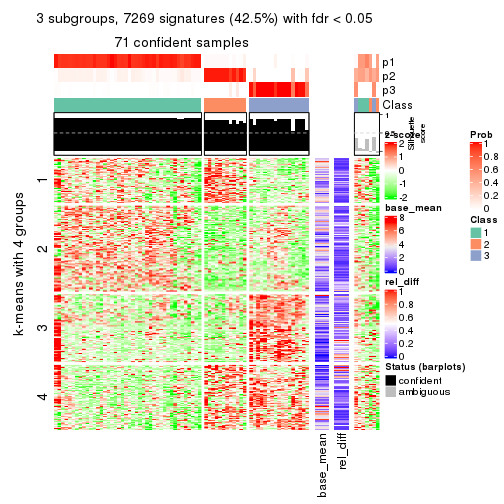 3 subgroups, 7269 signatures (42.5%) with fdr < 0.05
71 confident samples
p1
p2
p3
Class
1
0.5
Silhouette
score
k-means with 4 groups
1
2
3
4
base_mean
rel_diff
z-score
2
1
0
-1
-2
base_mean
8
6
4
2
0
rel_diff
1
0.8
0.6
0.4
0.2
0
Status (barplots)
confident
ambiguous
Prob
1
0.8
0.6
0.4
0.2
0
Class
1
2
3